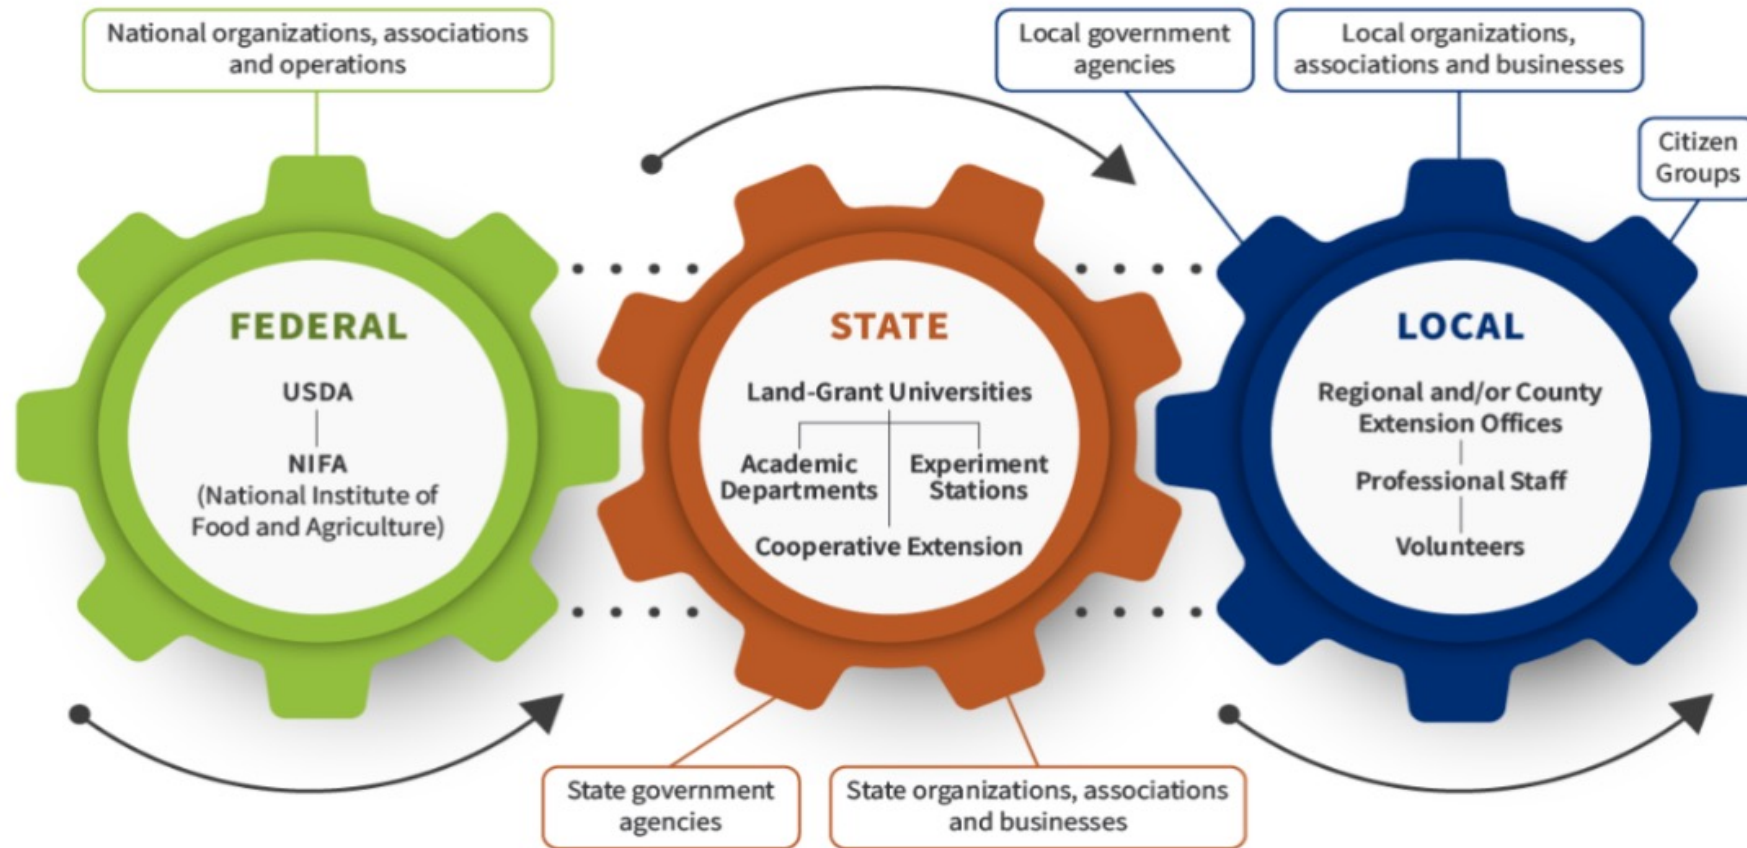 National organizations, associations
and operations
Local government
agencies
Local organizations,
associations and businesses
Citizen
Groups
FEDERAL
USDA
NIFA
(National Institute of
Food and Agriculture)
STATE
Land-Grant Universities
Academic
Departments
Experiment
Stations
Cooperative Extension
LOCAL
Regional and/or County
Extension Offices
Professional Staff
Volunteers
State government
agencies
State organizations, associations
and businesses